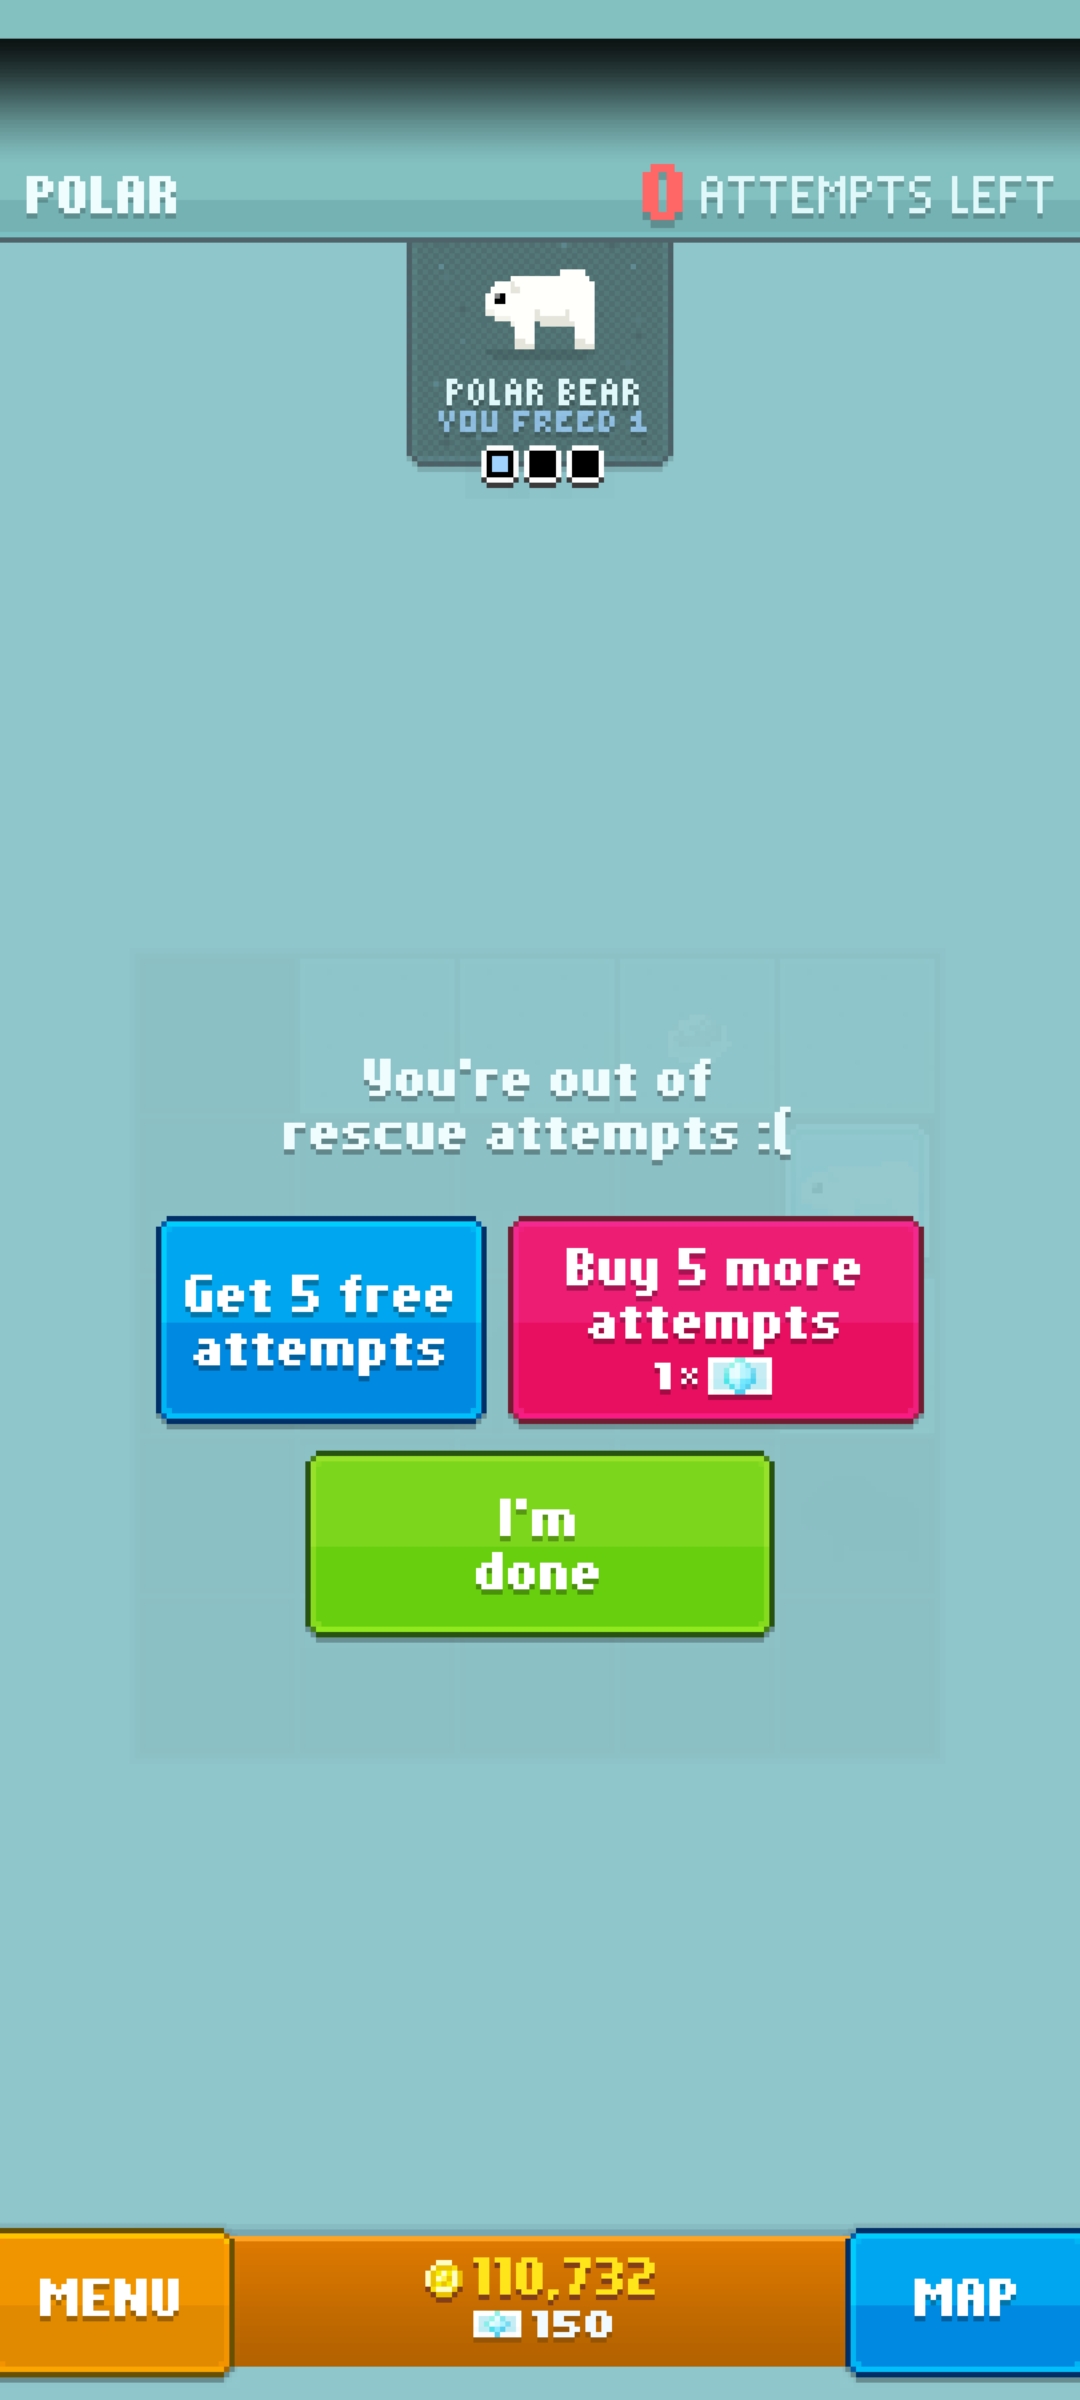 POLAR
0 ATTEMPTS LEFT
POLAR BEAR
YOU FREED 1
You're out of
rescue attempts :(
Get 5 free
attempts
Buy 5 more
attempts
1×
I'm
done
MENU
110,732
150
MAP